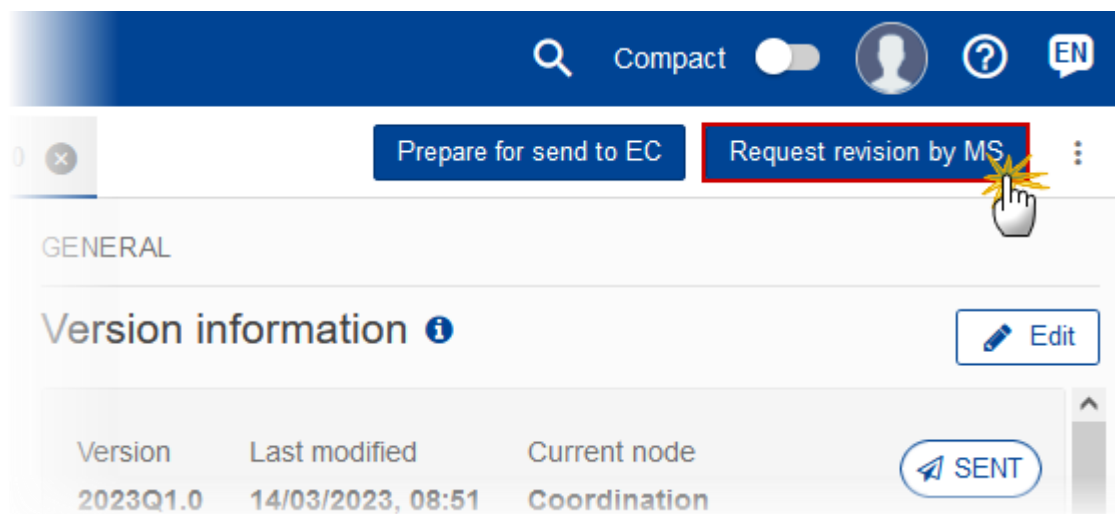 Compact EN
0 Prepare for send to EC Request revision by MS
GENERAL
Version information
Edit
Version Last modified Current node
SENT
2023Q1.0 14/03/2023, 08:51 Coordination